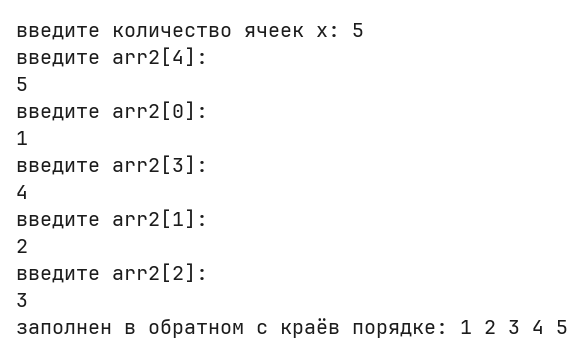 введите количество ячеек x: 5
введите arr2[4]:
5
введите arr2[0]:
1
введите arr2[3]:
4
введите arr2[1]:
2
введите arr2[2]:
3
заполнен в обратном с краёв порядке: 1 2 3 4 5